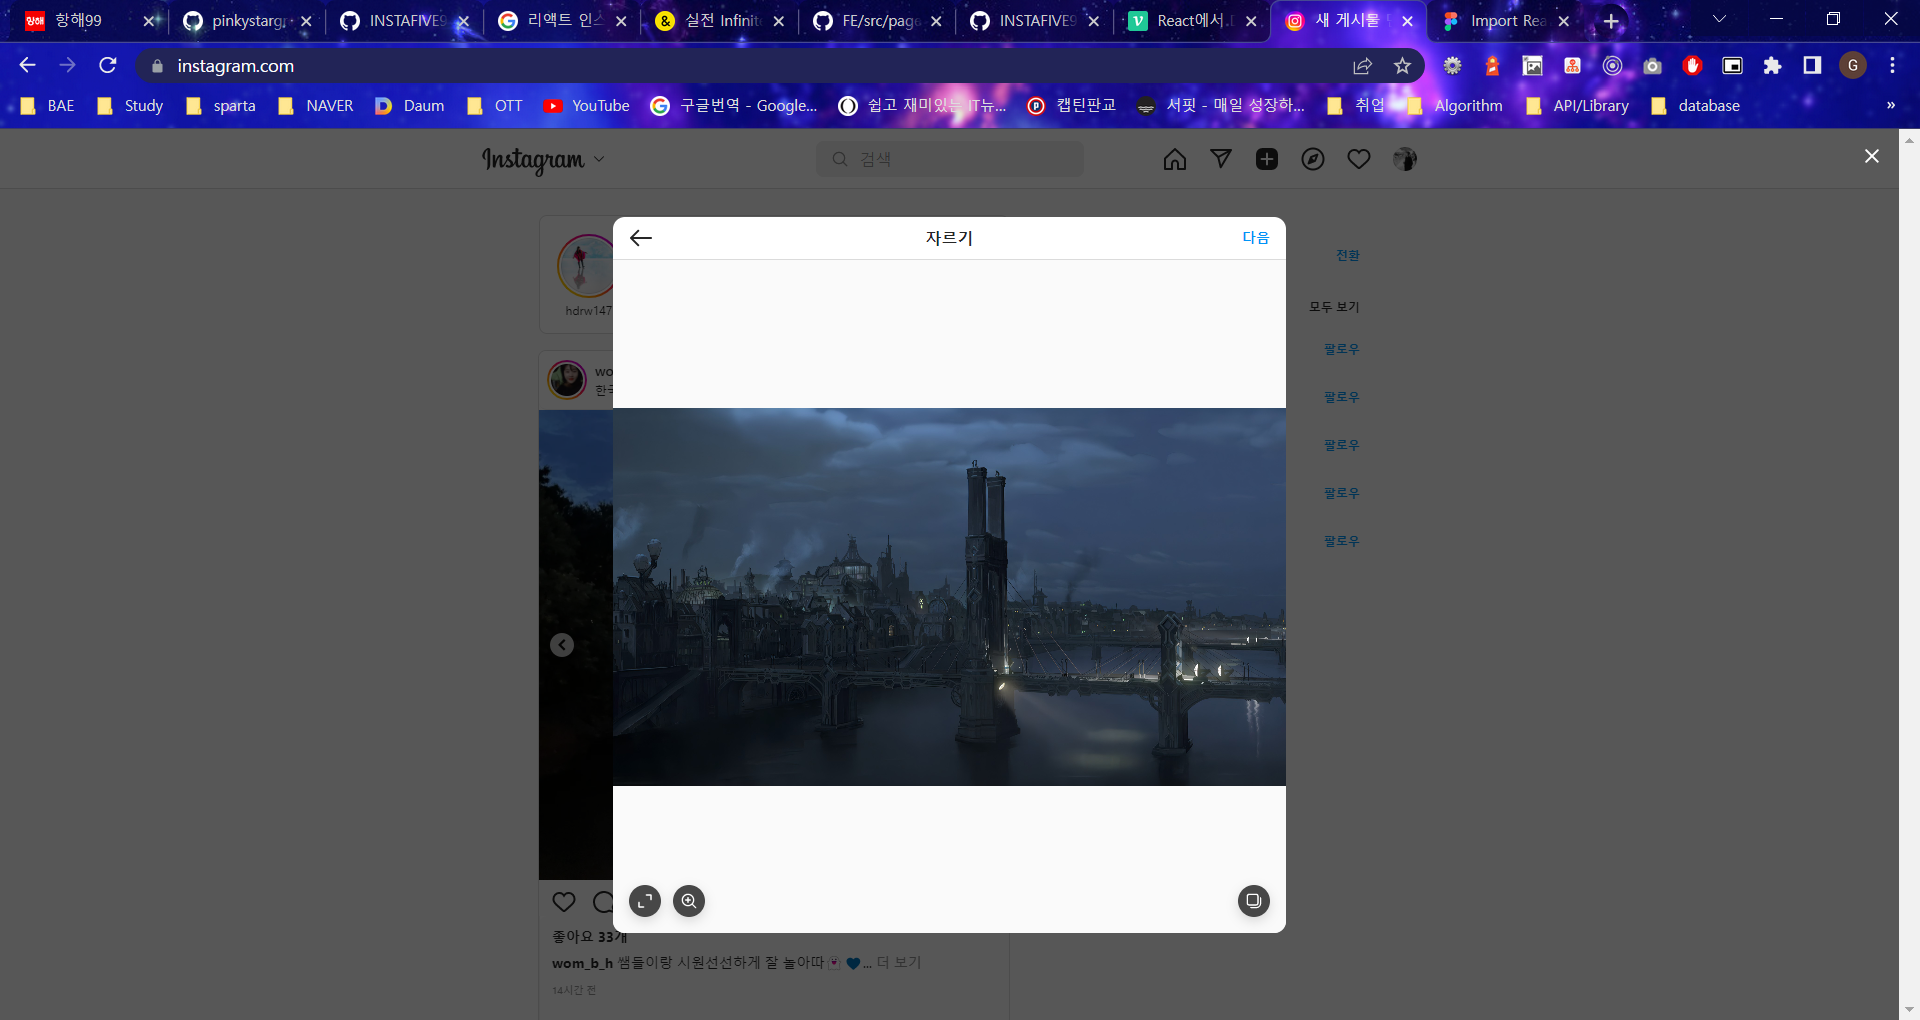 항해99
pinkystargr
INSTAFIVE9
리액트 인스
실전 Infinit
FE/src/page
INSTAFIVE9
React에서
새 게시물
Import Rea
instagram.com
G
BAE
Study
sparta
NAVER
Daum
OTT
YouTube
구글번역 - Google...
쉽고 재미있는 IT뉴...
캡틴판교
서핏 - 매일 성장하...
취업
Algorithm
API/Library
database
»
Instagram
검색
자르기
다음
전환
hdrw147
모두 보기
팔로우
wo
한국
팔로우
팔로우
팔로우
팔로우
좋아요 33개
wom_b_h 쌤들이랑 시원선선하게 잘 놀아따👻 💙... 더 보기
14시간 전